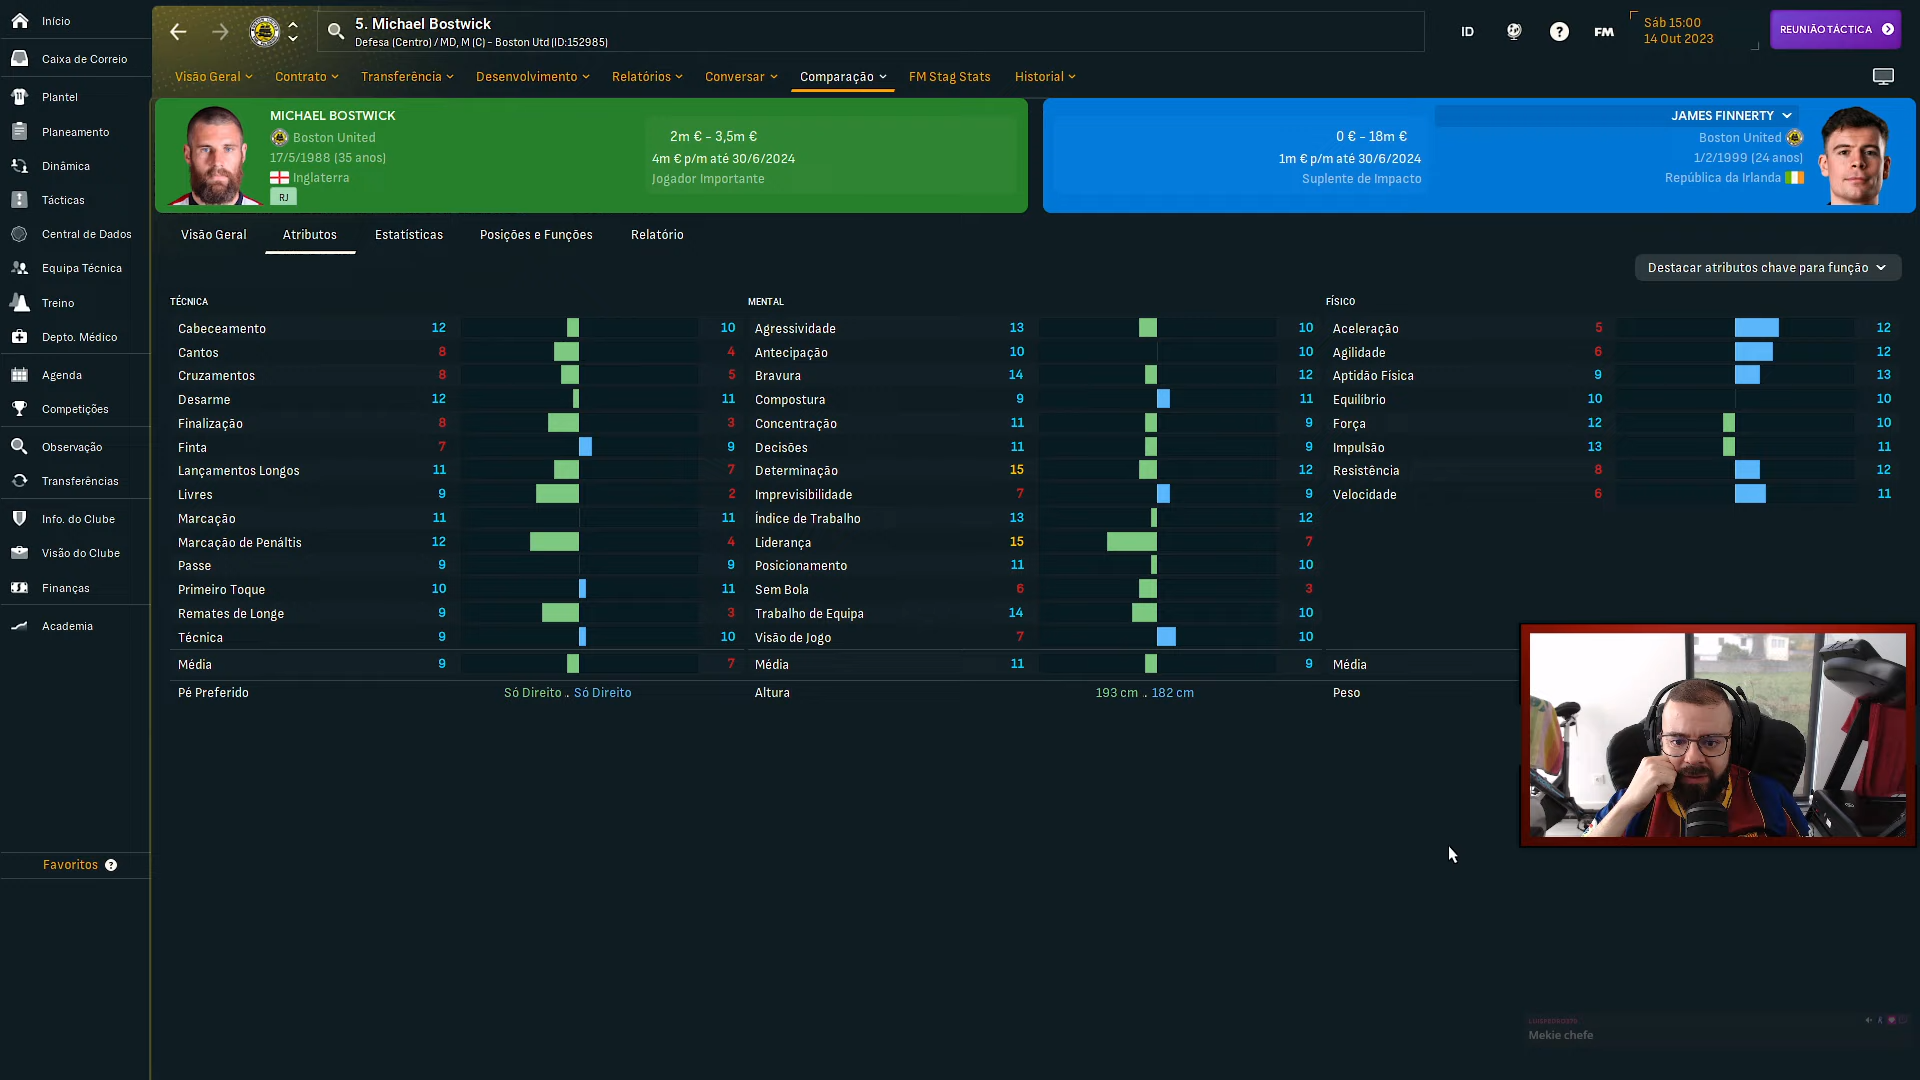 Início
Caixa de Correio
Plantel
Planeamento
Dinâmica
Tácticas
Central de Dados
Equipa Técnica
Treino
Depto. Médico
Agenda
Competições
Observação
Transferências
Info. do Clube
Visão do Clube
Finanças
Academia
Favoritos ?
5. Michael Bostwick
Defesa (Centro) / MD, M (C) - Boston Utd (ID:152985)
ID
?
FM
Sáb 15:00
14 Out 2023
REUNIÃO TÁCTICA
Visão Geral Contrato Transferência Desenvolvimento Relatórios Conversar Comparação FM Stag Stats Historial
MICHAEL BOSTWICK
Boston United
17/5/1988 (35 anos)
Inglaterra
RJ
2m € - 3,5m €
4m € p/m até 30/6/2024
Jogador Importante
0 € - 18m €
1m € p/m até 30/6/2024
Suplente de Impacto
JAMES FINNERTY
Boston United
1/2/1999 (24 anos)
República da Irlanda
Visão Geral Atributos Estatísticas Posições e Funções Relatório
Destacar atributos chave para função
TÉCNICA
Cabeceamento 12 10
Cantos 8 4
Cruzamentos 8 5
Desarme 12 11
Finalização 8 3
Finta 7 9
Lançamentos Longos 11 7
Livres 9 2
Marcação 11 11
Marcação de Penáltis 12 4
Passe 9 9
Primeiro Toque 10 11
Remates de Longe 9 3
Técnica 9 10
Média 9 7
Pé Preferido Só Direito .. Só Direito
MENTAL
Agressividade 13 10
Antecipação 10 10
Bravura 14 12
Compostura 9 11
Concentração 11 9
Decisões 11 9
Determinação 15 12
Imprevisibilidade 7 9
Índice de Trabalho 13 12
Liderança 15 7
Posicionamento 11 10
Sem Bola 6 3
Trabalho de Equipa 14 10
Visão de Jogo 7 10
Média 11 9
Altura 193 cm .. 182 cm
FÍSICO
Aceleração 5 12
Agilidade 6 12
Aptidão Física 9 13
Equilíbrio 10 10
Força 12 10
Impulsão 13 11
Resistência 8 12
Velocidade 6 11
Média
Peso
Mekie chefe